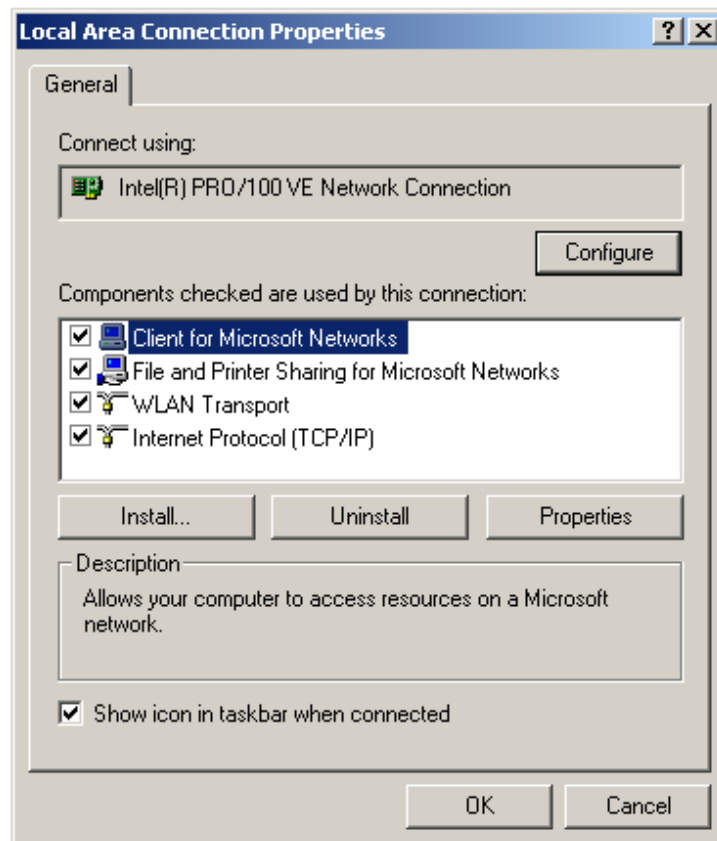 Local Area Connection Properties
General
Connect using:
Intel(R) PRO/100 VE Network Connection
Configure
Components checked are used by this connection:
Client for Microsoft Networks
File and Printer Sharing for Microsoft Networks
WLAN Transport
Internet Protocol (TCP/IP)
Install... Uninstall Properties
Description
Allows your computer to access resources on a Microsoft
network.
Show icon in taskbar when connected
OK Cancel